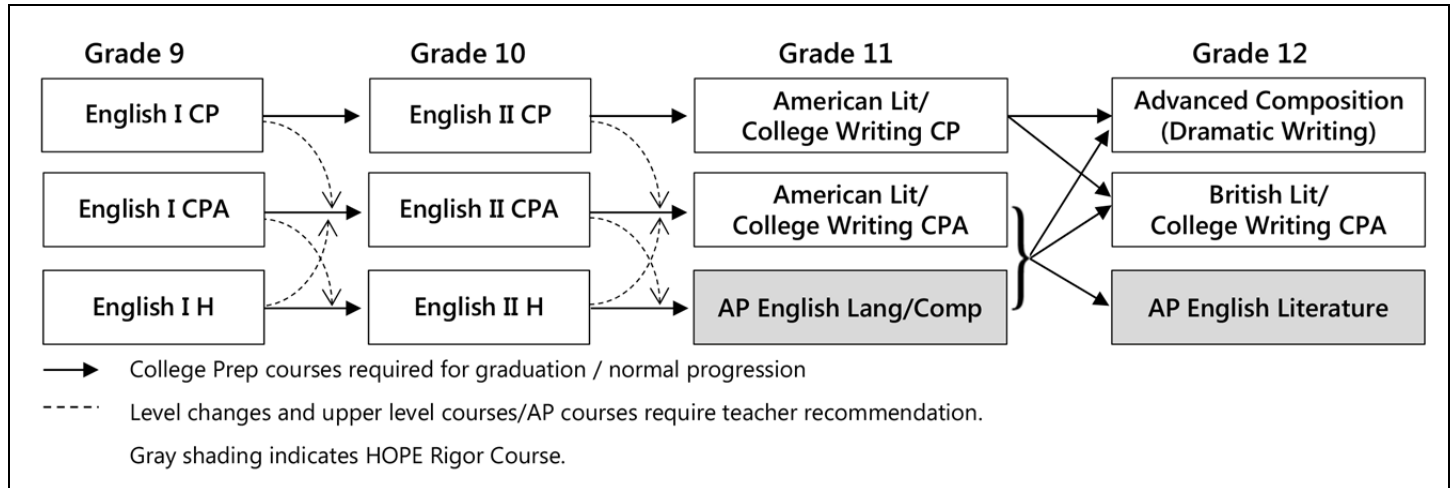 Grade 9
Grade 10
Grade 11
Grade 12
English I CP
English II CP
American Lit/
College Writing CP
Advanced Composition
(Dramatic Writing)
English I CPA
English II CPA
American Lit/
College Writing CPA
British Lit/
College Writing CPA
English I H
English II H
AP English Lang/Comp
AP English Literature
College Prep courses required for graduation / normal progression
Level changes and upper level courses/AP courses require teacher recommendation.
Gray shading indicates HOPE Rigor Course.